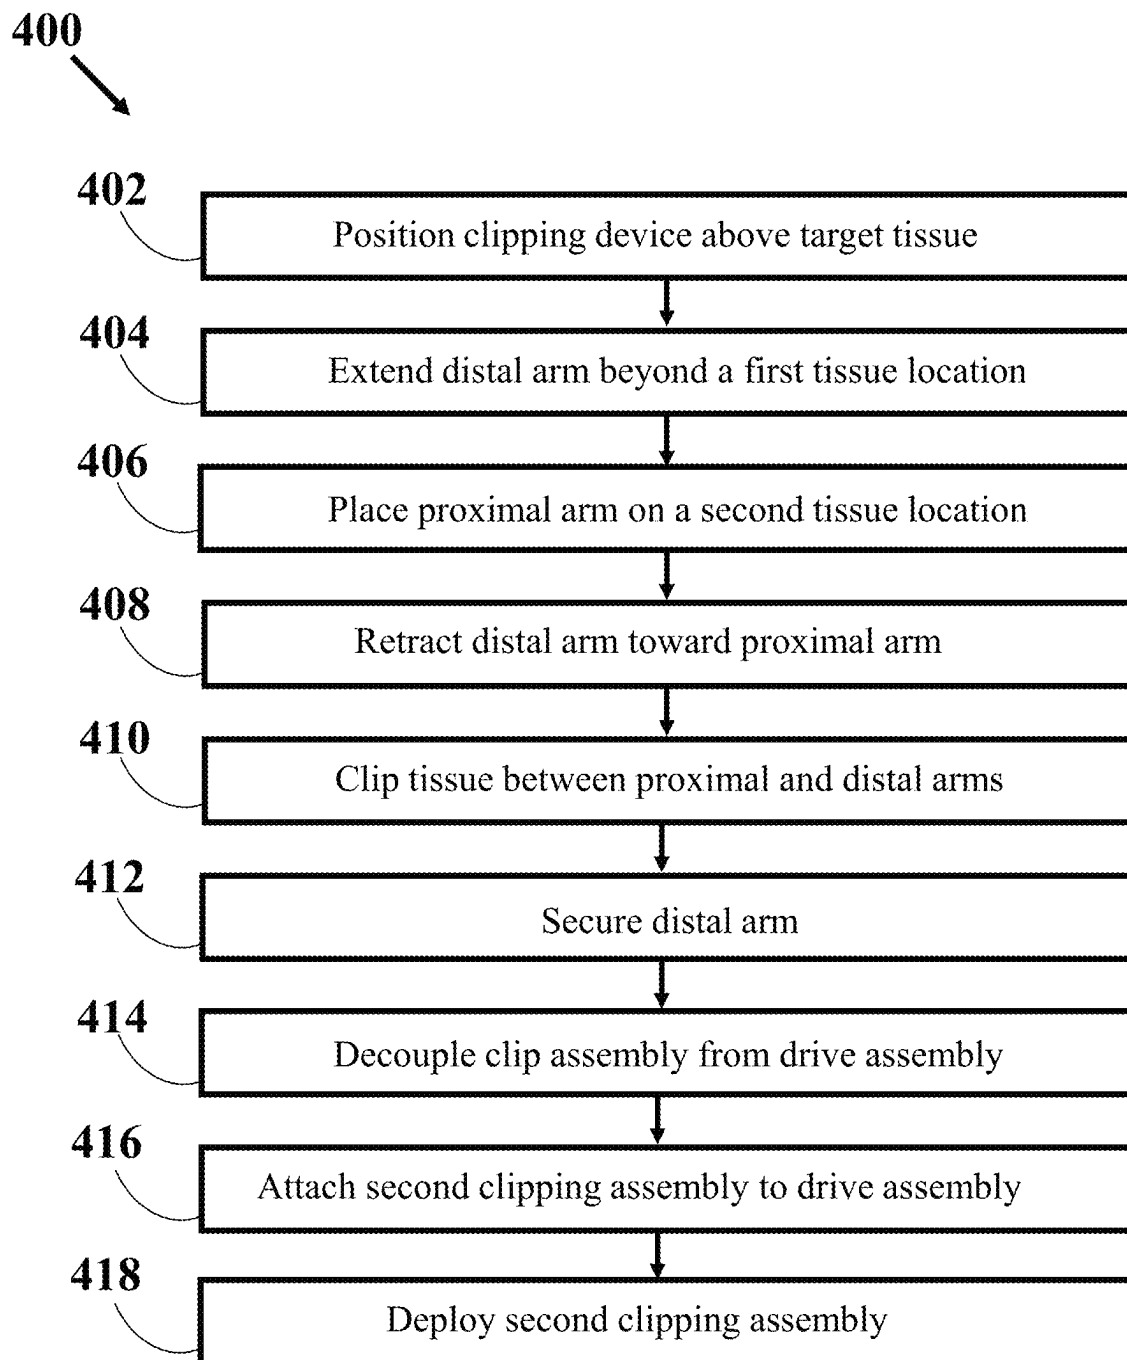 400
402
Position clipping device above target tissue
404
Extend distal arm beyond a first tissue location
406
Place proximal arm on a second tissue location
408
Retract distal arm toward proximal arm
410
Clip tissue between proximal and distal arms
412
Secure distal arm
414
Decouple clip assembly from drive assembly
416
Attach second clipping assembly to drive assembly
418
Deploy second clipping assembly